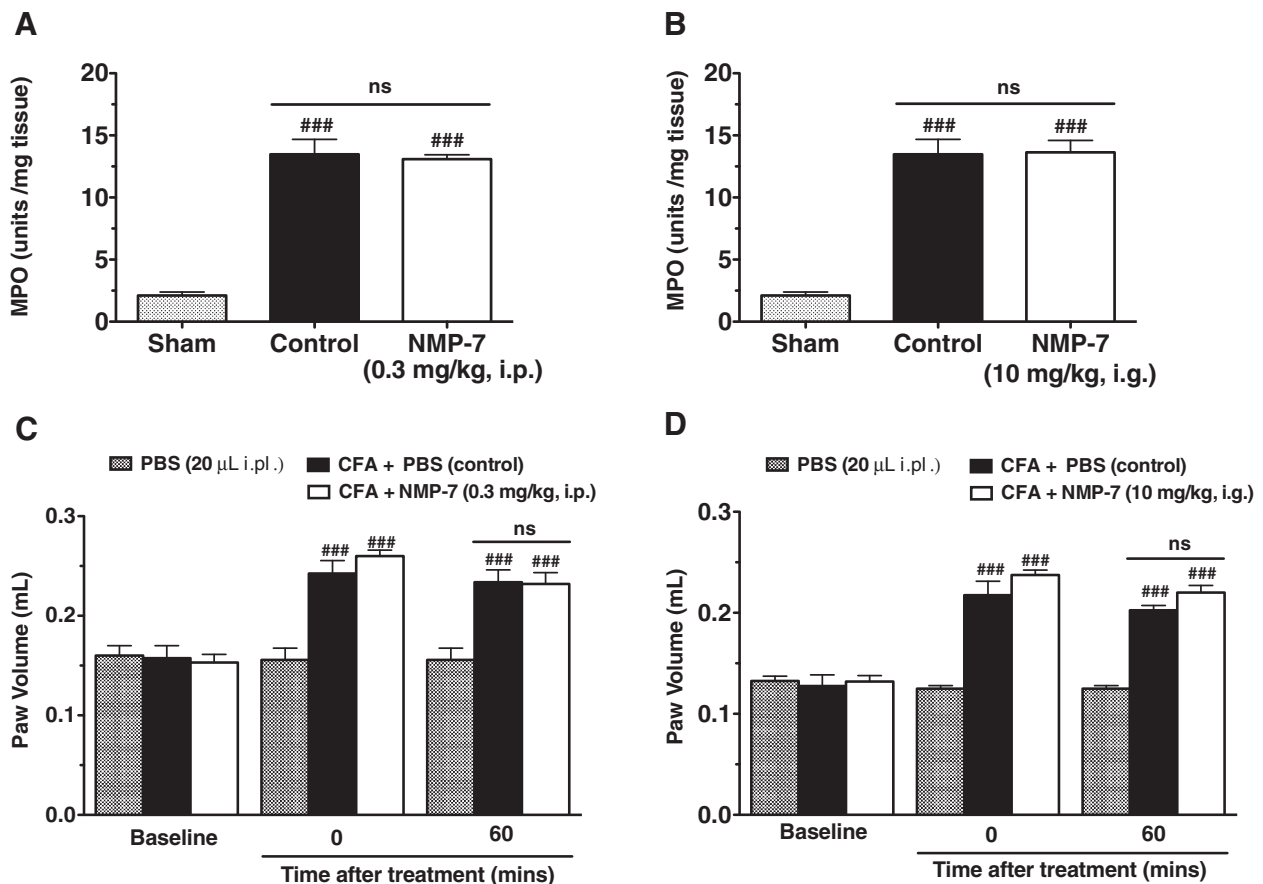 A
MPO (units /mg tissue)
20
15
10
5
0
ns
###
###
Sham
Control
NMP-7
(0.3 mg/kg, i.p.)
B
MPO (units /mg tissue)
20
15
10
5
0
ns
###
###
Sham
Control
NMP-7
(10 mg/kg, i.g.)
C
PBS (20 μL i.pl.)
CFA + PBS (control)
CFA + NMP-7 (0.3 mg/kg, i.p.)
Paw Volume (mL)
0.3
0.2
0.1
0.0
###
###
ns
###
###
Baseline
0
60
Time after treatment (mins)
D
PBS (20 μL i.pl.)
CFA + PBS (control)
CFA + NMP-7 (10 mg/kg, i.g.)
Paw Volume (mL)
0.3
0.2
0.1
0.0
###
###
ns
###
###
Baseline
0
60
Time after treatment (mins)